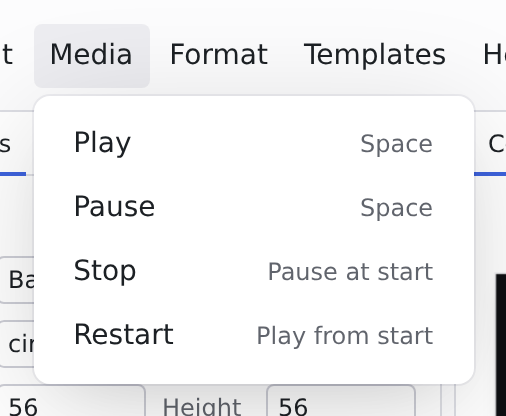 t Media Format Templates He
s Play Space C
Pause Space
Ba Stop Pause at start
cir Restart Play from start
56 Height 56